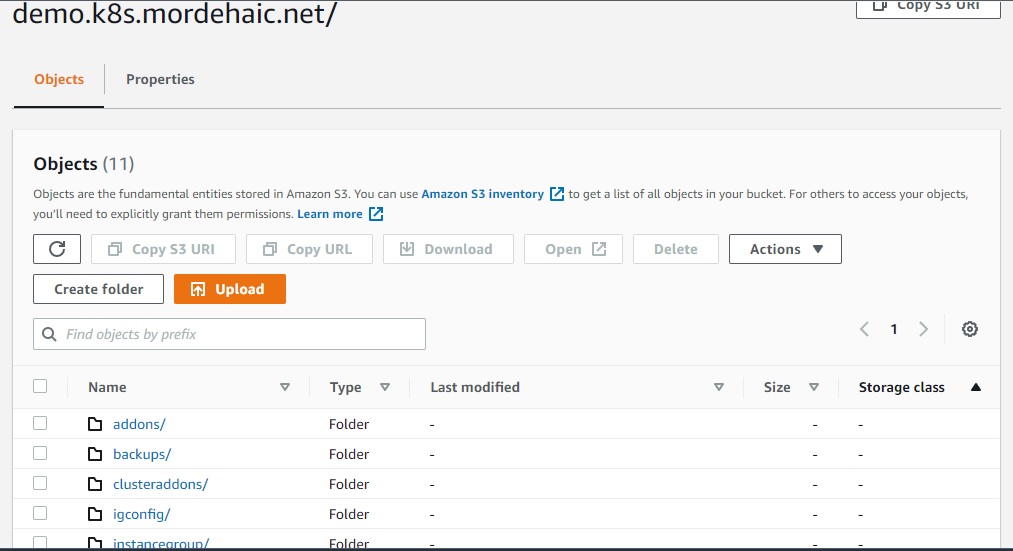 demo.k8s.mordehaic.net/
Copy S3 URI
Objects
Properties
Objects (11)
Objects are the fundamental entities stored in Amazon S3. You can use Amazon S3 inventory to get a list of all objects in your bucket. For others to access your objects,
you'll need to explicitly grant them permissions. Learn more
Copy S3 URI
Copy URL
Download
Open
Delete
Actions
Create folder
Upload
Find objects by prefix
1
Name Type Last modified Size Storage class
addons/ Folder - - -
backups/ Folder - - -
clusteraddons/ Folder - - -
igconfig/ Folder - - -
instancegroup/ Folder - - -